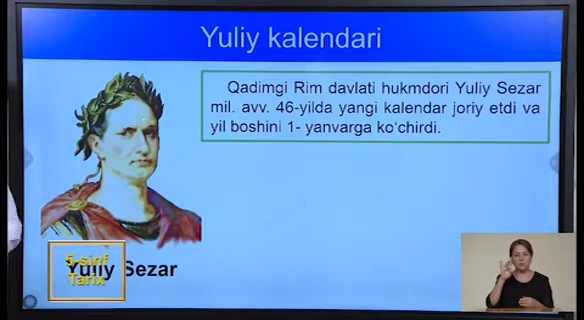 Yuliy kalendari
Qadimgi Rim davlati hukmdori Yuliy Sezar
mil. avv. 46-yilda yangi kalendar joriy etdi va
yil boshini 1- yanvarga ko‘chirdi.
5-sinf
Tarix
Yuliy Sezar